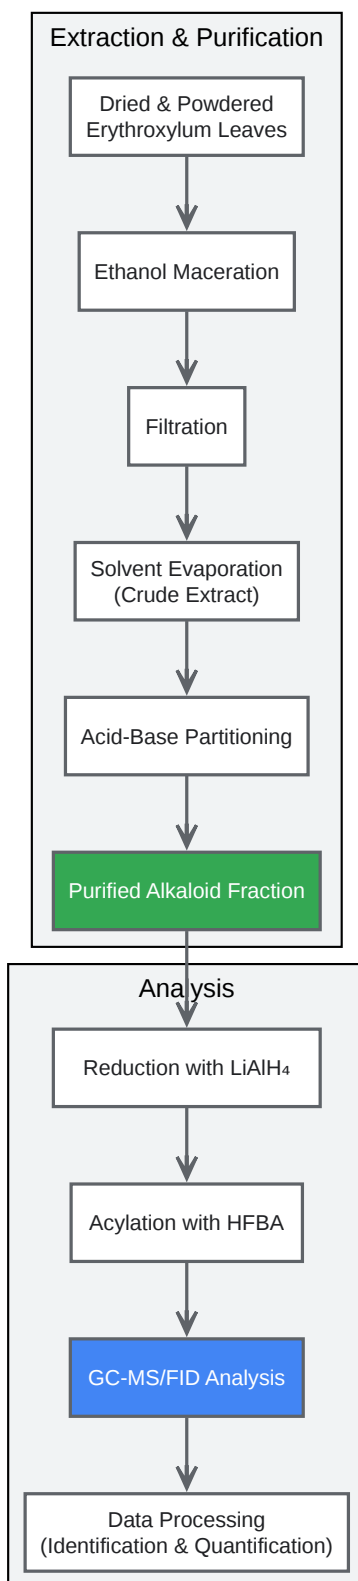 Extraction & Purification
Dried & Powdered
Erythroxylum Leaves
Ethanol Maceration
Filtration
Solvent Evaporation
(Crude Extract)
Acid-Base Partitioning
Purified Alkaloid Fraction
Analysis
Reduction with LiAlH₄
Acylation with HFBA
GC-MS/FID Analysis
Data Processing
(Identification & Quantification)